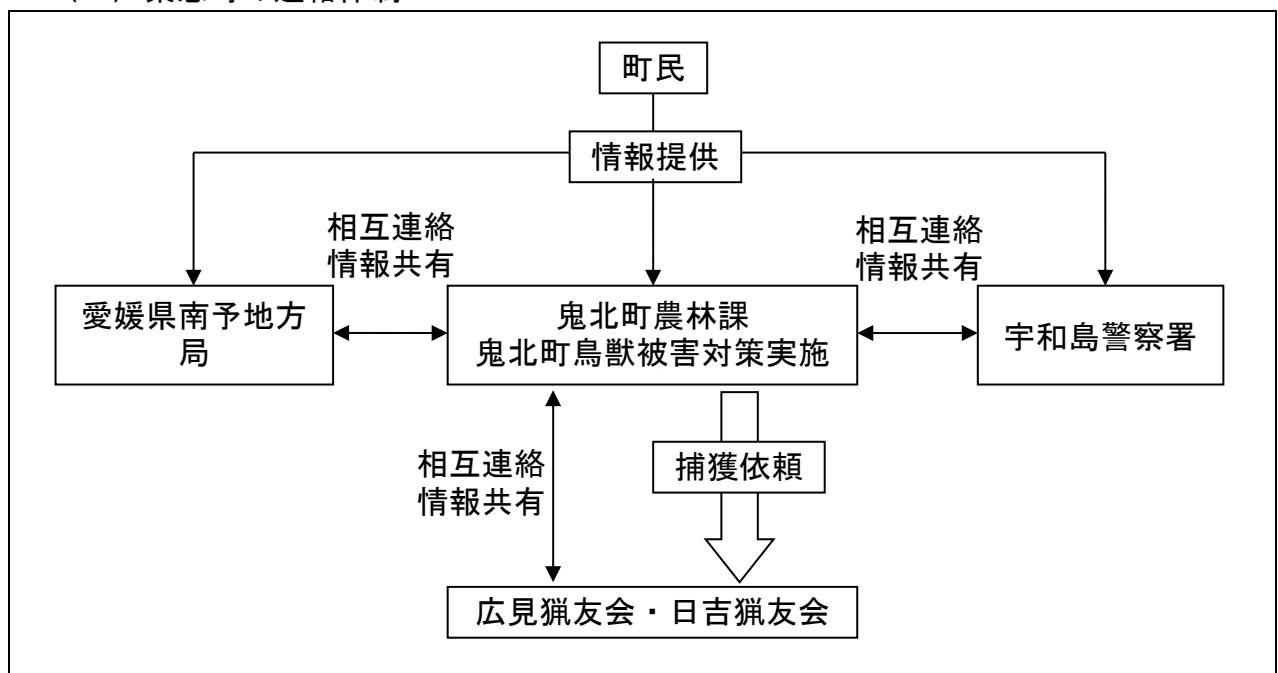 町民
情報提供
相互連絡
情報共有
相互連絡
情報共有
愛媛県南予地方
局
鬼北町農林課
鬼北町鳥獣被害対策実施
宇和島警察署
相互連絡
情報共有
捕獲依頼
広見猟友会・日吉猟友会